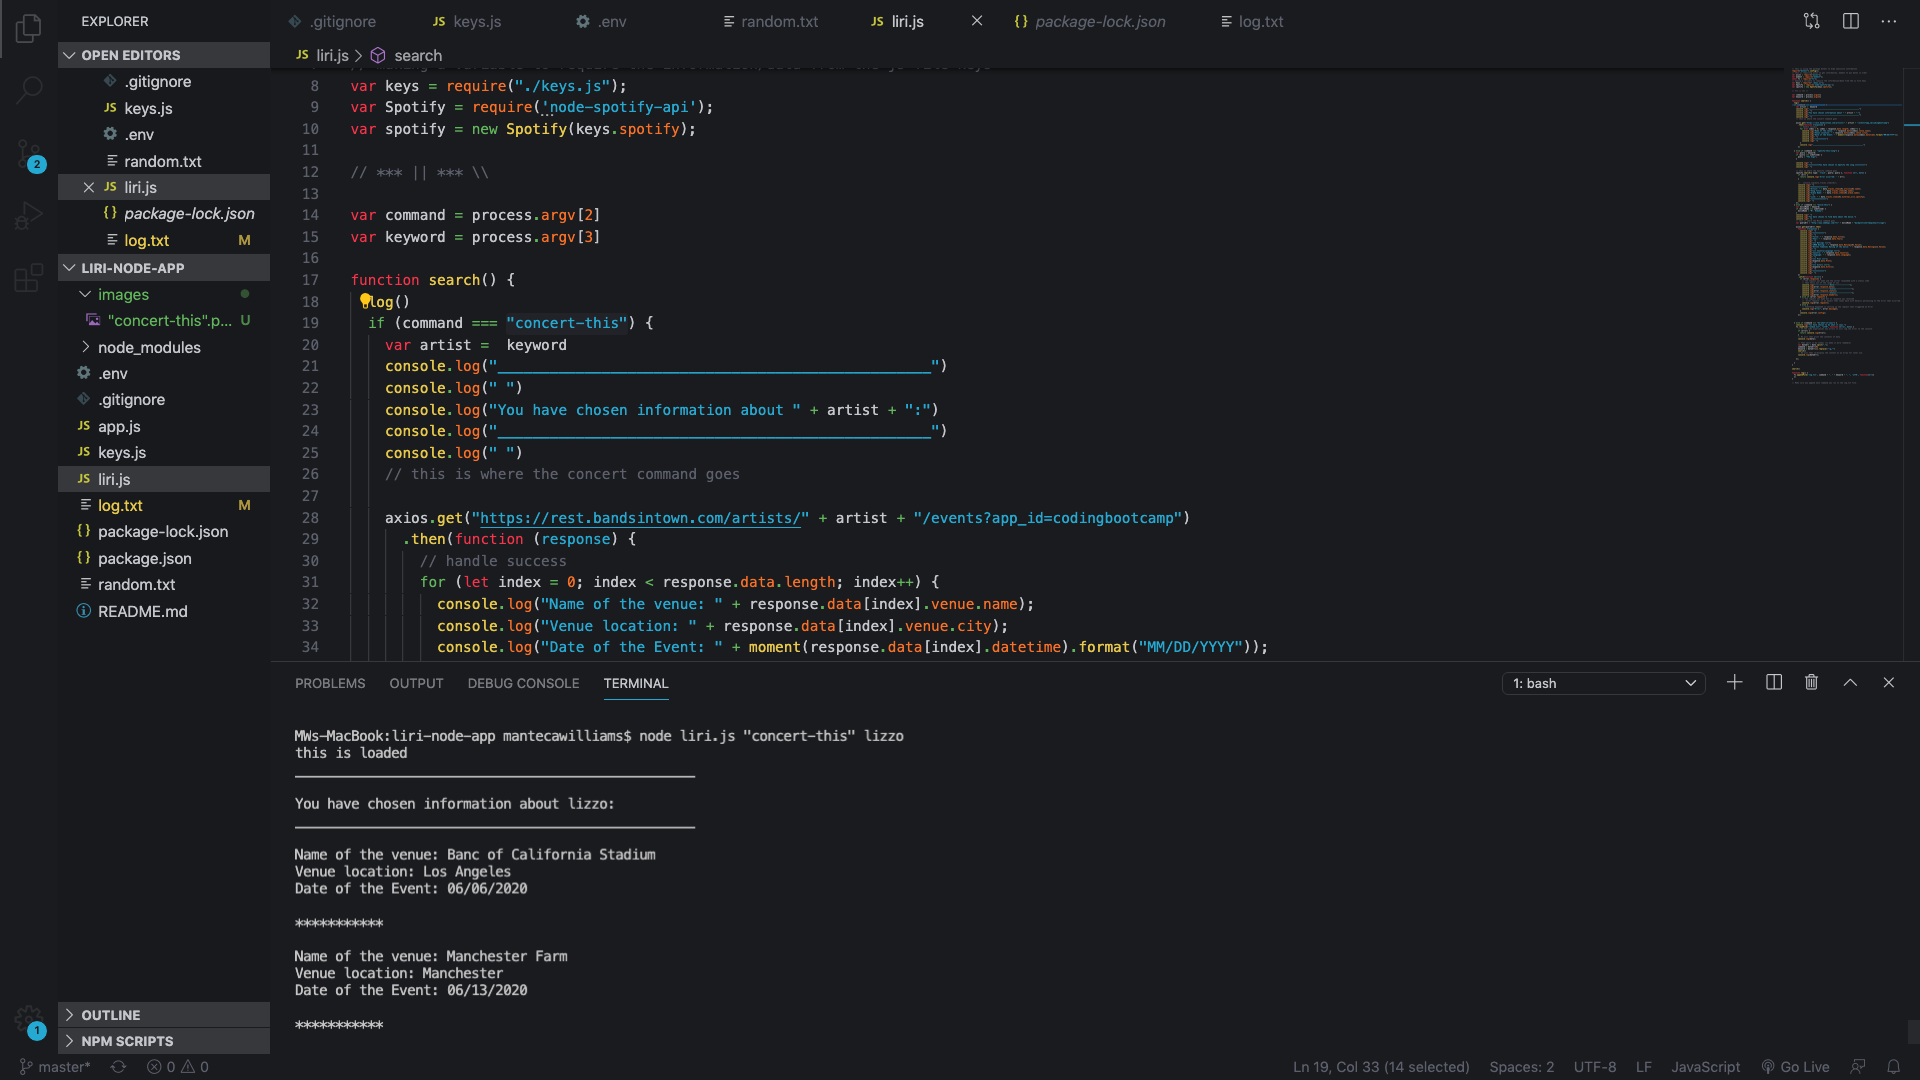 EXPLORER
OPEN EDITORS
.gitignore
JS keys.js
.env
random.txt
JS liri.js
{} package-lock.json
log.txt M
LIRI-NODE-APP
images
"concert-this".p... U
node_modules
.env
.gitignore
JS app.js
JS keys.js
JS liri.js
log.txt M
{} package-lock.json
{} package.json
random.txt
README.md
OUTLINE
NPM SCRIPTS
2
1
.gitignore JS keys.js .env random.txt JS liri.js {} package-lock.json log.txt
JS liri.js > search
8 var keys = require("./keys.js");
9 var Spotify = require('node-spotify-api');
10 var spotify = new Spotify(keys.spotify);
11
12 // *** || *** \\
13
14 var command = process.argv[2]
15 var keyword = process.argv[3]
16
17 function search() {
18 log()
19 if (command === "concert-this") {
20 var artist =  keyword
21 console.log("__________________________________________________")
22 console.log(" ")
23 console.log("You have chosen information about " + artist + ":")
24 console.log("__________________________________________________")
25 console.log(" ")
26 // this is where the concert command goes
27
28 axios.get("https://rest.bandsintown.com/artists/" + artist + "/events?app_id=codingbootcamp")
29 .then(function (response) {
30 // handle success
31 for (let index = 0; index < response.data.length; index++) {
32 console.log("Name of the venue: " + response.data[index].venue.name);
33 console.log("Venue location: " + response.data[index].venue.city);
34 console.log("Date of the Event: " + moment(response.data[index].datetime).format("MM/DD/YYYY"));
PROBLEMS OUTPUT DEBUG CONSOLE TERMINAL 1: bash
MWs-MacBook:liri-node-app mantecawilliams$ node liri.js "concert-this" lizzo
this is loaded
__________________________________________________
You have chosen information about lizzo:
__________________________________________________
Name of the venue: Banc of California Stadium
Venue location: Los Angeles
Date of the Event: 06/06/2020
***********
Name of the venue: Manchester Farm
Venue location: Manchester
Date of the Event: 06/13/2020
***********
master* 0 0 Ln 19, Col 33 (14 selected) Spaces: 2 UTF-8 LF JavaScript Go Live